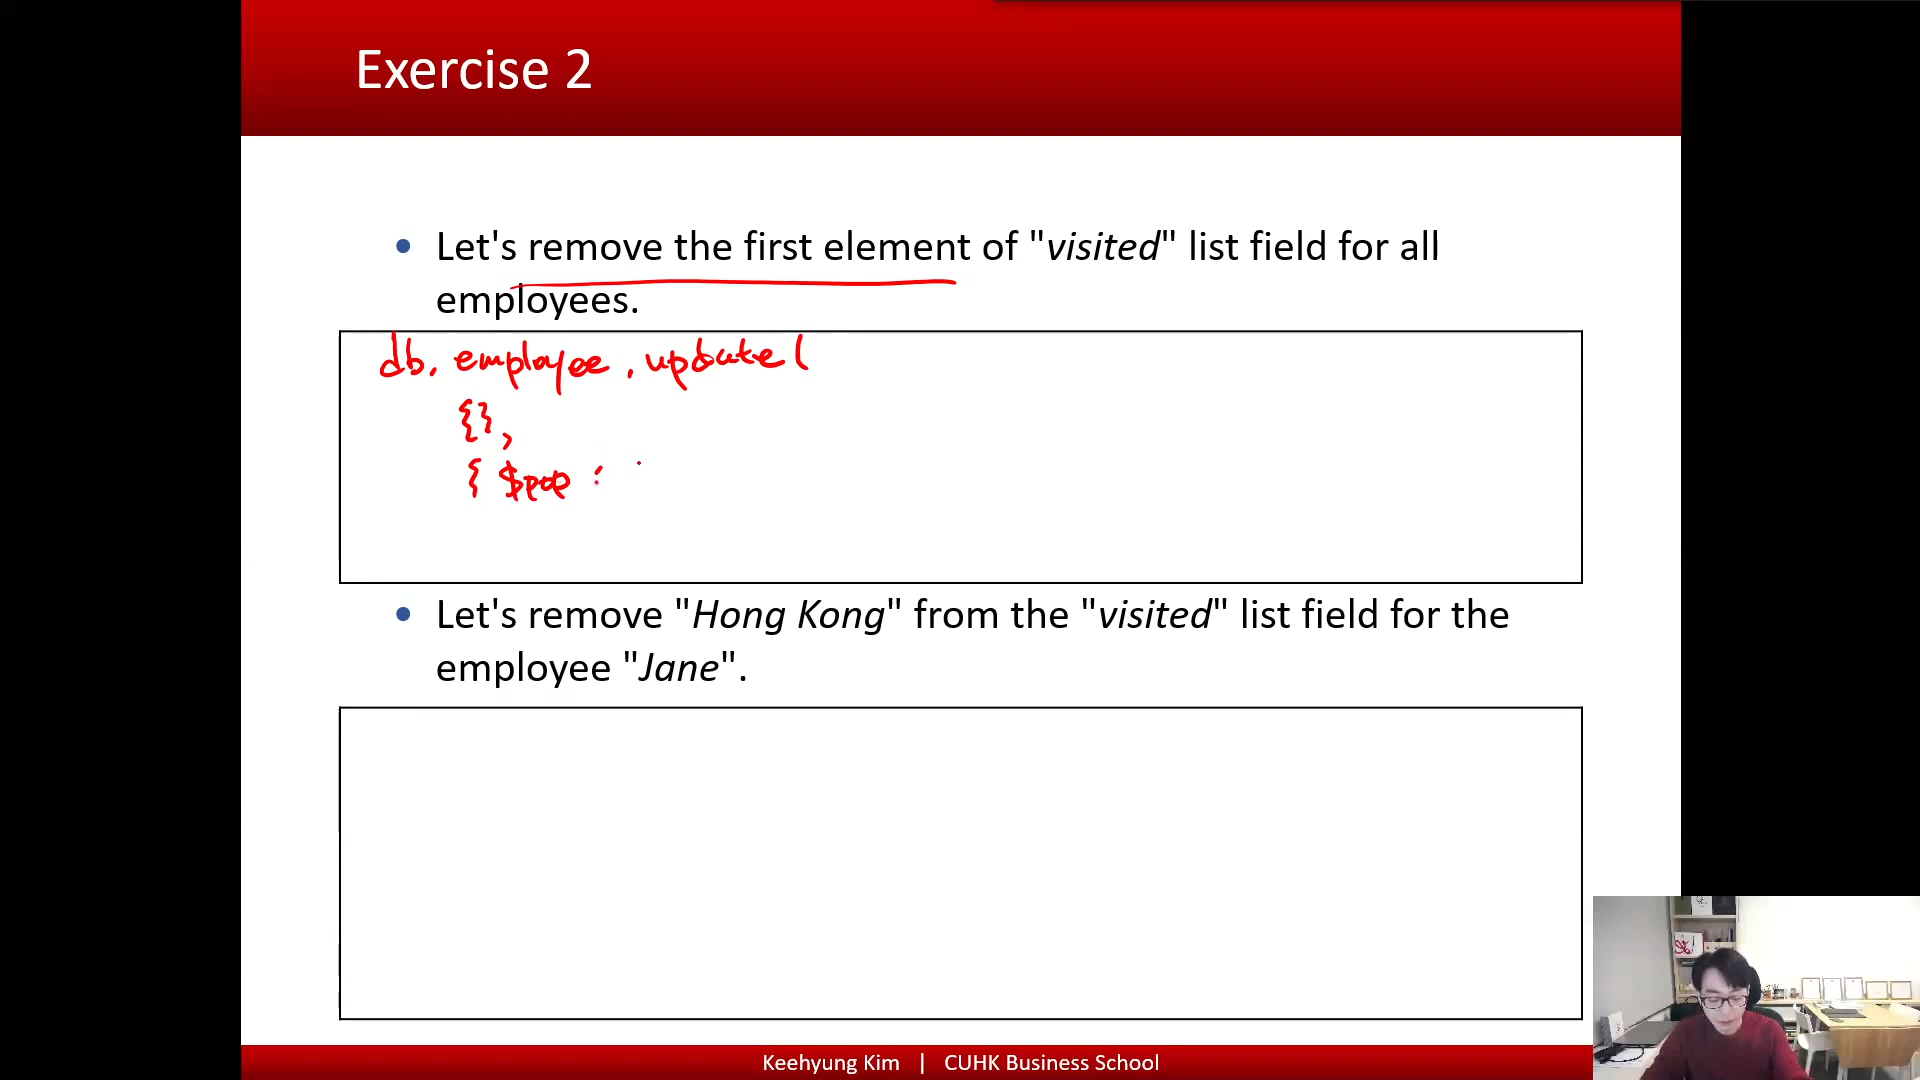 Exercise 2
• Let's remove the first element of "visited" list field for all
employees.
db. employee . update (
{},
{ $pop :
• Let's remove "Hong Kong" from the "visited" list field for the
employee "Jane".
Keehyung Kim | CUHK Business School